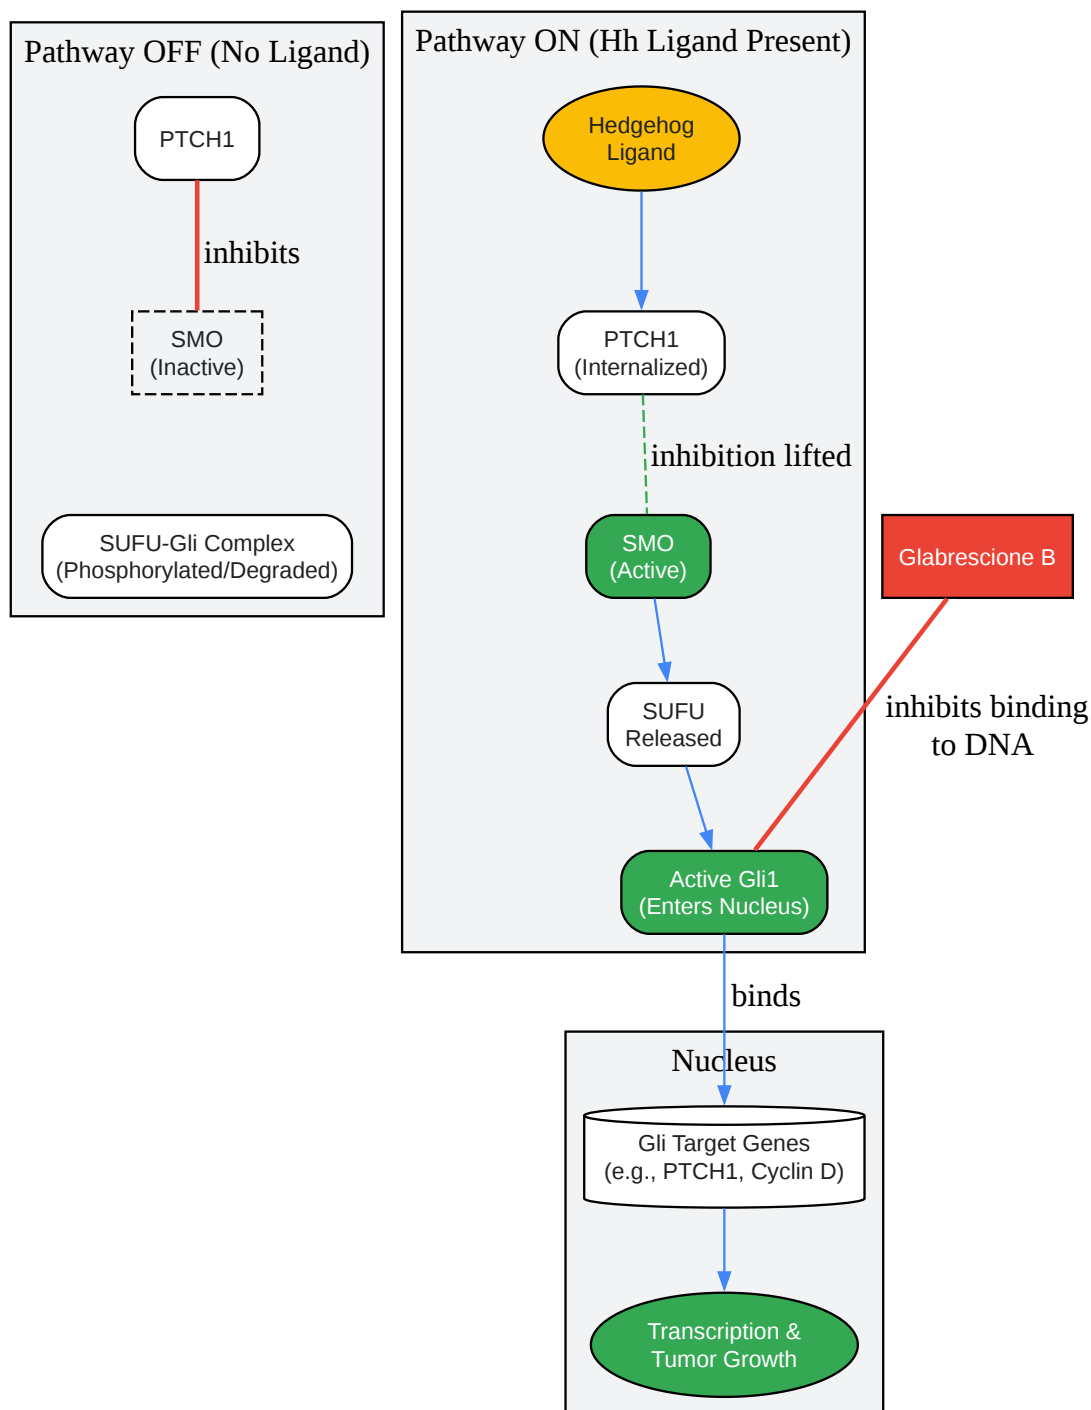 Pathway OFF (No Ligand)
PTCH1
inhibits
SMO
(Inactive)
SUFU-Gli Complex
(Phosphorylated/Degraded)
Pathway ON (Hh Ligand Present)
Hedgehog
Ligand
PTCH1
(Internalized)
inhibition lifted
SMO
(Active)
SUFU
Released
Active Gli1
(Enters Nucleus)
Glabrescione B
inhibits binding
to DNA
binds
Nucleus
Gli Target Genes
(e.g., PTCH1, Cyclin D)
Transcription &
Tumor Growth